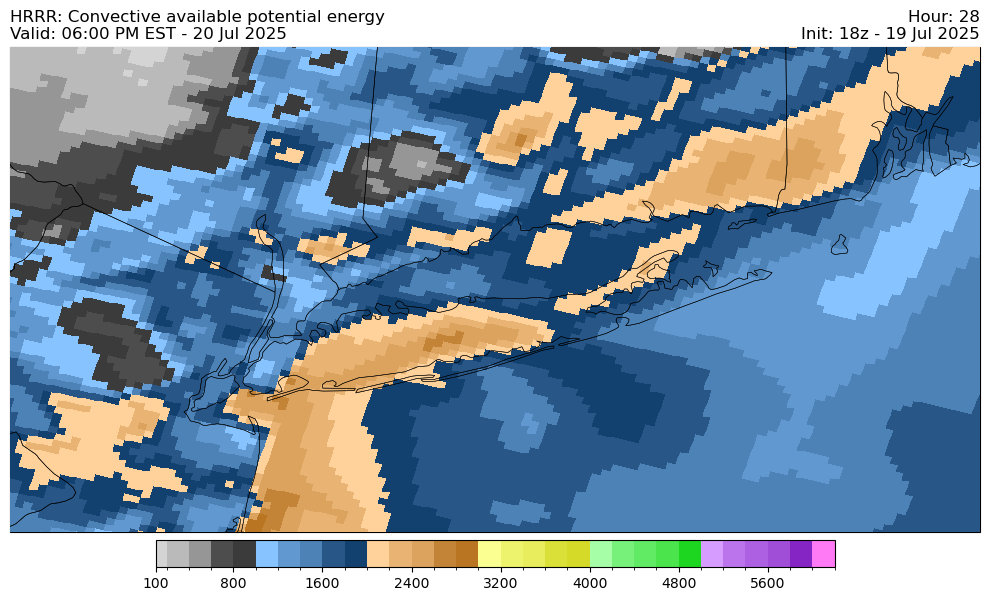 HRRR: Convective available potential energy
Hour: 28
Valid: 06:00 PM EST - 20 Jul 2025
Init: 18z - 19 Jul 2025
100 800 1600 2400 3200 4000 4800 5600